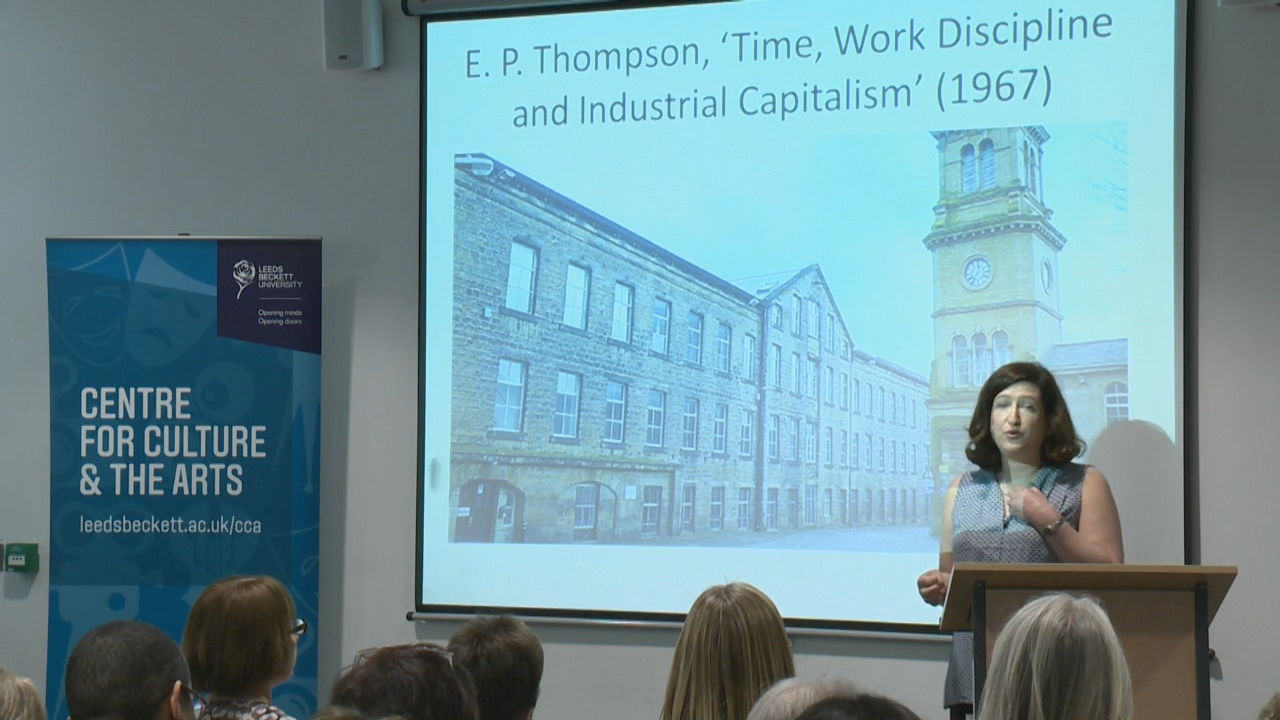 E. P. Thompson, ‘Time, Work Discipline
and Industrial Capitalism’ (1967)
LEEDS
BECKETT
UNIVERSITY
Opening minds
Opening doors
CENTRE
FOR CULTURE
& THE ARTS
leedsbeckett.ac.uk/cca